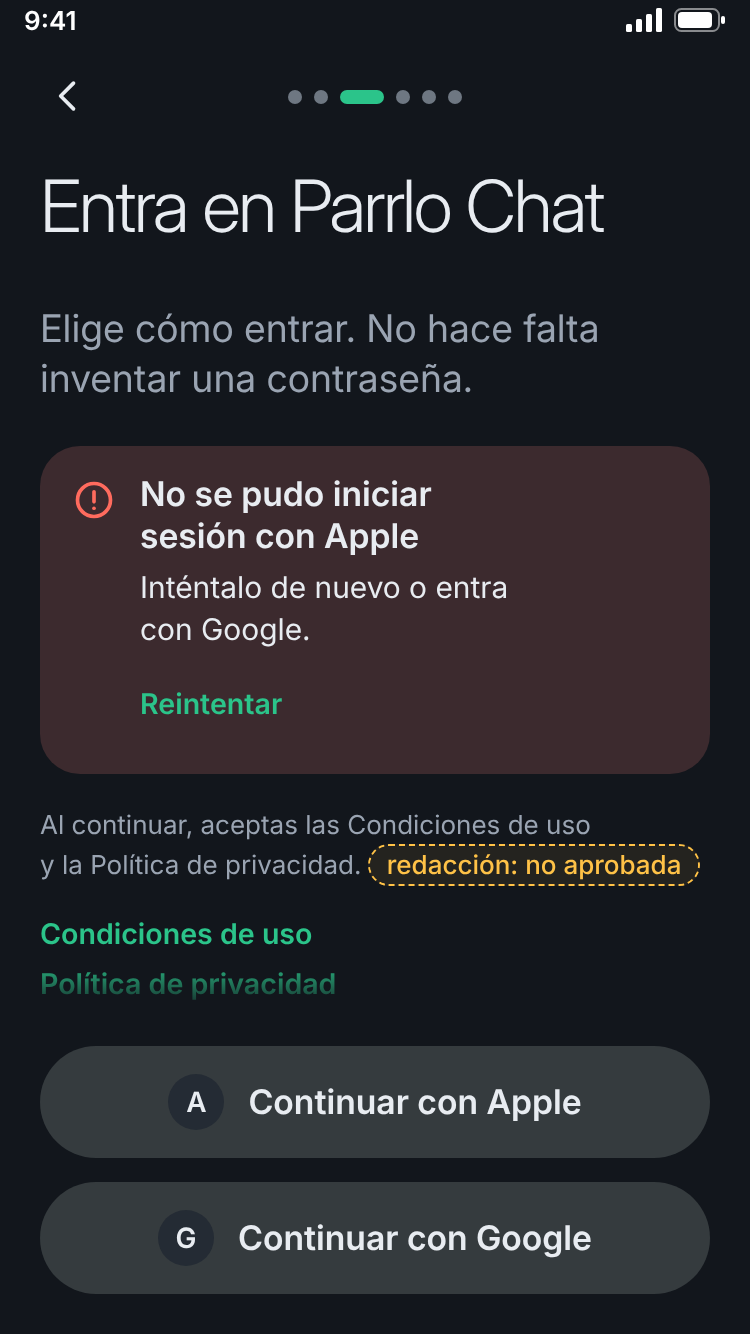 9:41
Entra en Parrlo Chat
Elige cómo entrar. No hace falta
inventar una contraseña.
No se pudo iniciar
sesión con Apple
Inténtalo de nuevo o entra
con Google.
Reintentar
Al continuar, aceptas las Condiciones de uso
y la Política de privacidad. redacción: no aprobada
Condiciones de uso
Política de privacidad
A Continuar con Apple
G Continuar con Google